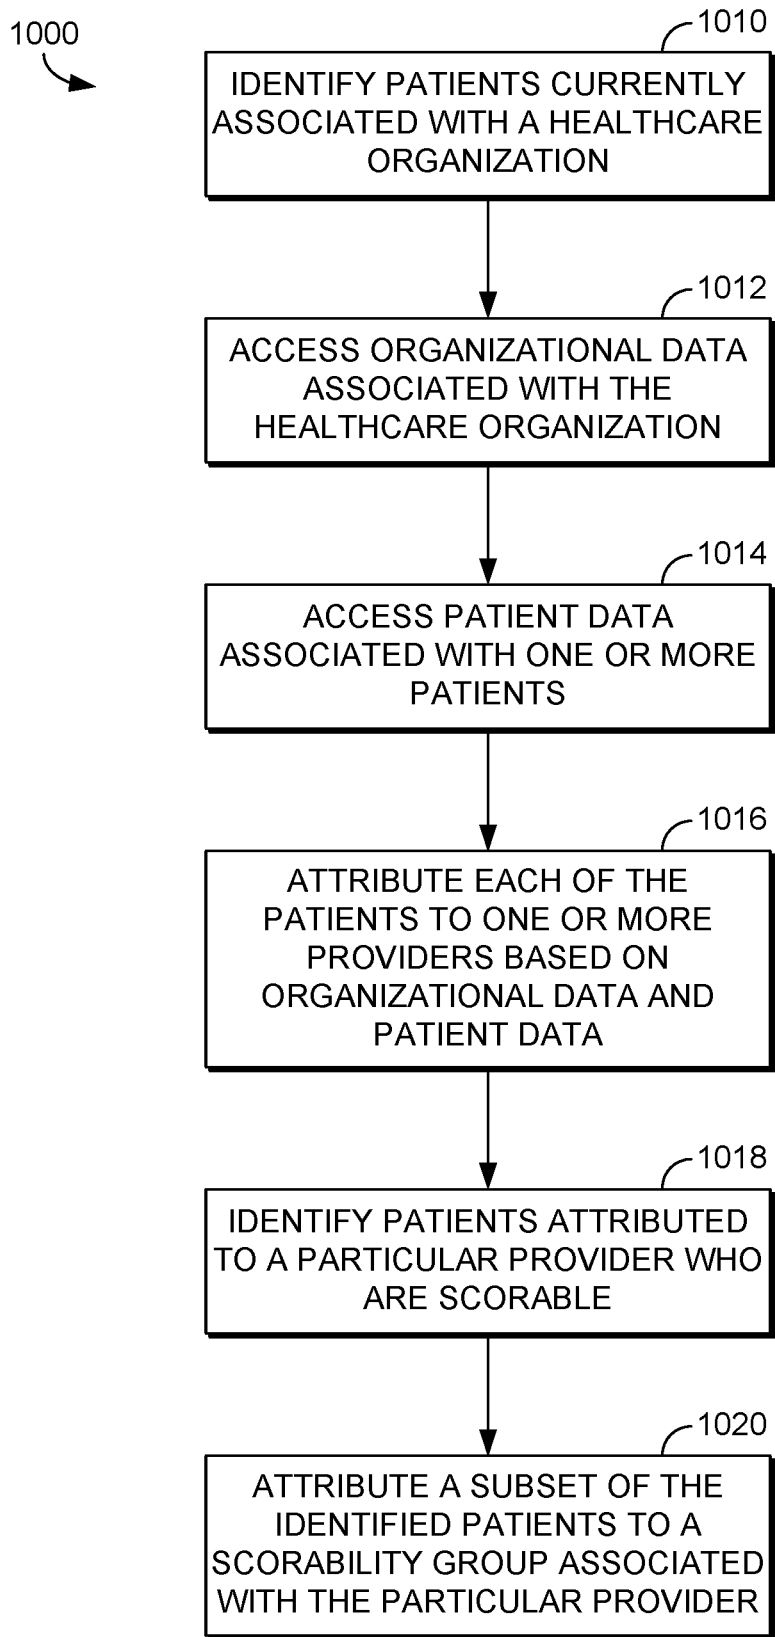 1000
1010
IDENTIFY PATIENTS CURRENTLY
ASSOCIATED WITH A HEALTHCARE
ORGANIZATION
1012
ACCESS ORGANIZATIONAL DATA
ASSOCIATED WITH THE
HEALTHCARE ORGANIZATION
1014
ACCESS PATIENT DATA
ASSOCIATED WITH ONE OR MORE
PATIENTS
1016
ATTRIBUTE EACH OF THE
PATIENTS TO ONE OR MORE
PROVIDERS BASED ON
ORGANIZATIONAL DATA AND
PATIENT DATA
1018
IDENTIFY PATIENTS ATTRIBUTED
TO A PARTICULAR PROVIDER WHO
ARE SCORABLE
1020
ATTRIBUTE A SUBSET OF THE
IDENTIFIED PATIENTS TO A
SCORABILITY GROUP ASSOCIATED
WITH THE PARTICULAR PROVIDER